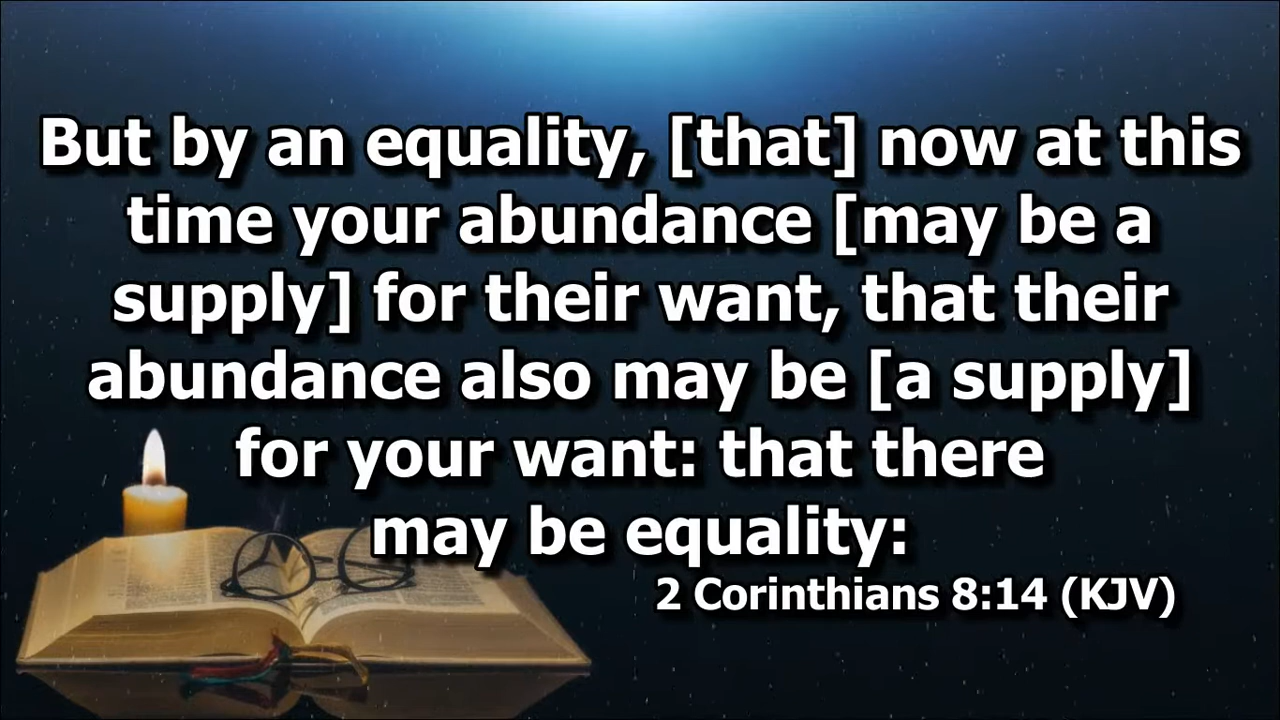 But by an equality, [that] now at this
time your abundance [may be a
supply] for their want, that their
abundance also may be [a supply]
for your want: that there
may be equality:
2 Corinthians 8:14 (KJV)